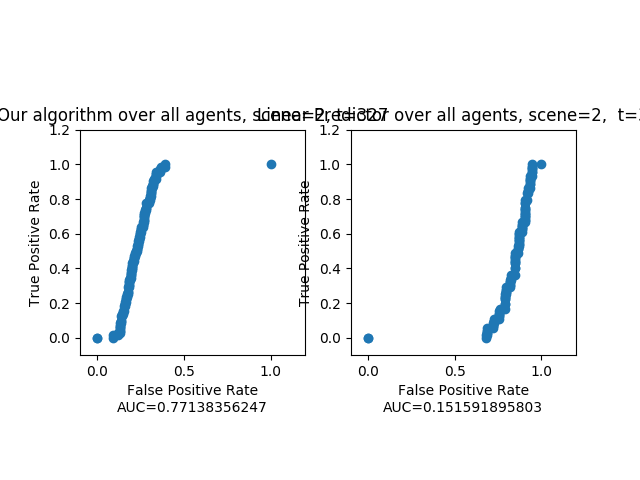 Our algorithm over all agents, scene=2, t=327
Linear Predictor over all agents, scene=2, t=3
1.2
1.0
0.8
0.6
0.4
0.2
0.0
True Positive Rate
0.0 0.5 1.0
False Positive Rate
AUC=0.77138356247
1.2
1.0
0.8
0.6
0.4
0.2
0.0
True Positive Rate
0.0 0.5 1.0
False Positive Rate
AUC=0.151591895803